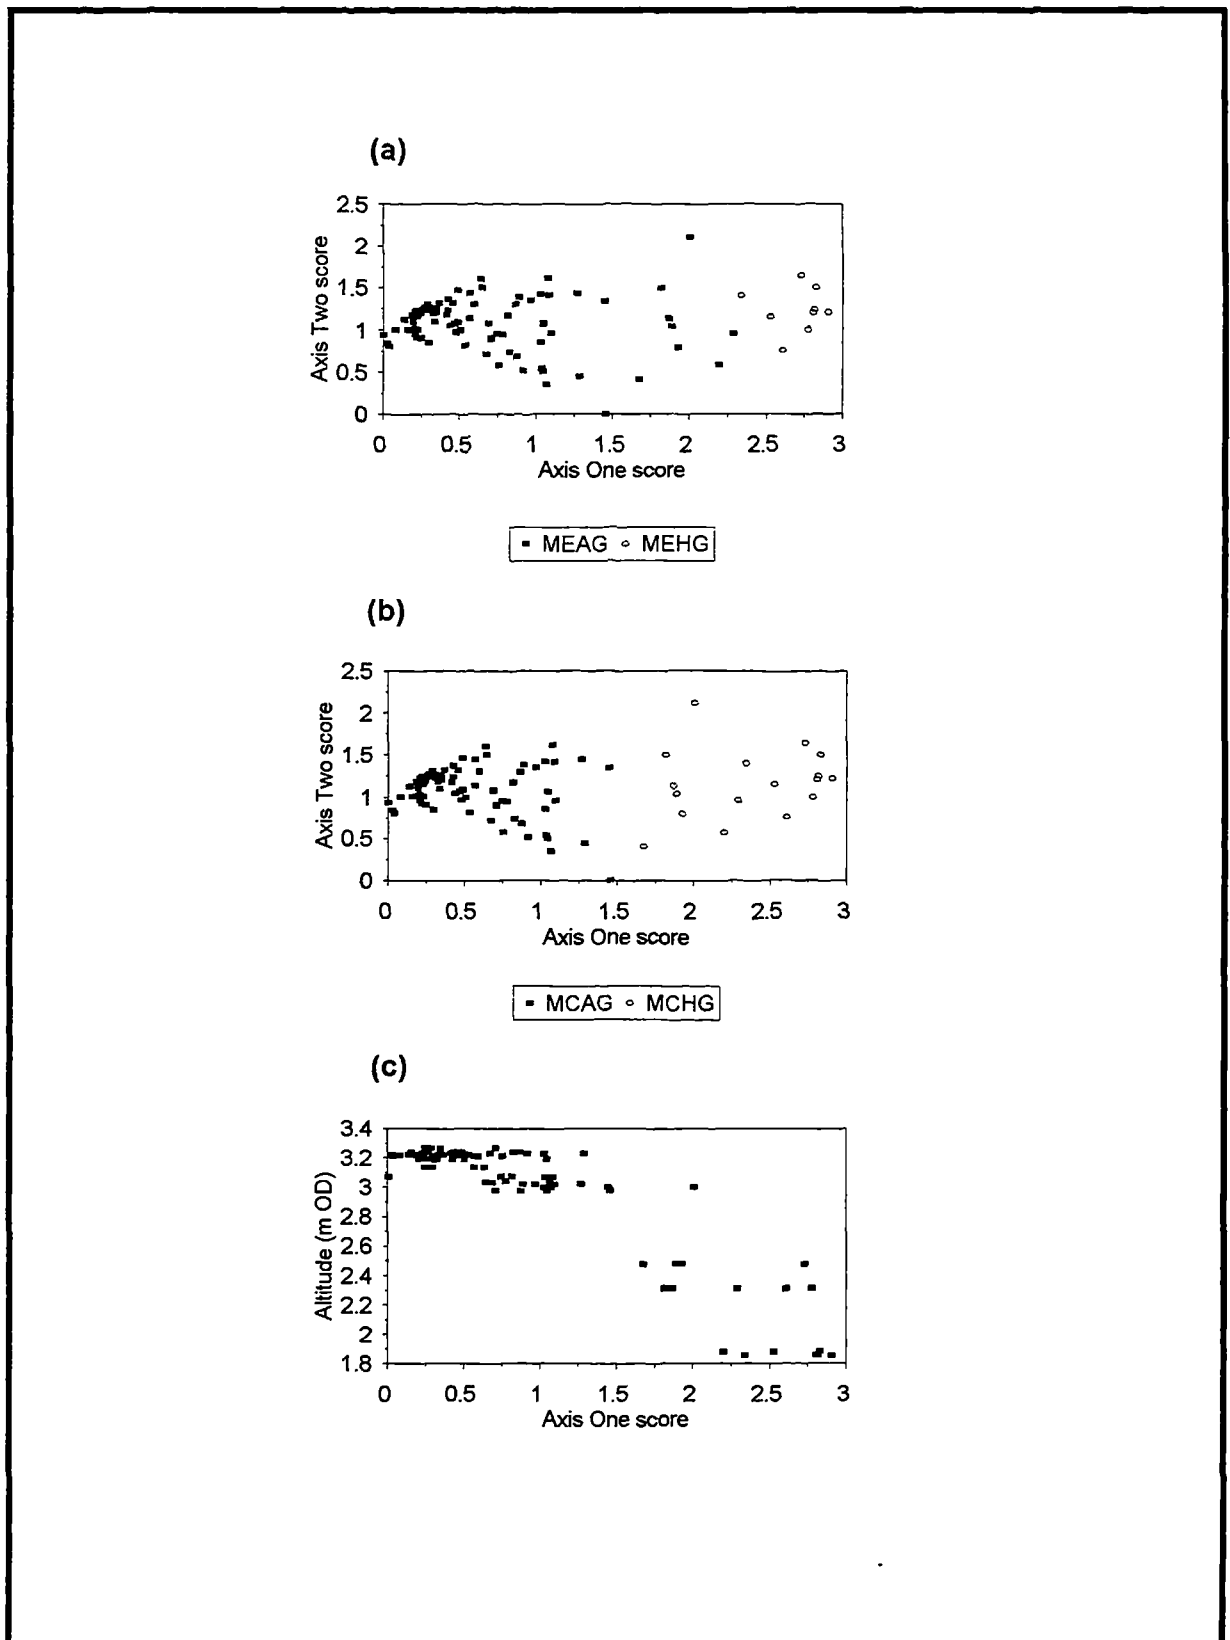 (a)
2.5
2
1.5
1
0.5
0
Axis Two score
0 0.5 1 1.5 2 2.5 3
Axis One score
MEAG MEHG
(b)
2.5
2
1.5
1
0.5
0
Axis Two score
0 0.5 1 1.5 2 2.5 3
Axis One score
MCAG MCHG
(c)
3.4
3.2
3
2.8
2.6
2.4
2.2
2
1.8
Altitude (m OD)
0 0.5 1 1.5 2 2.5 3
Axis One score